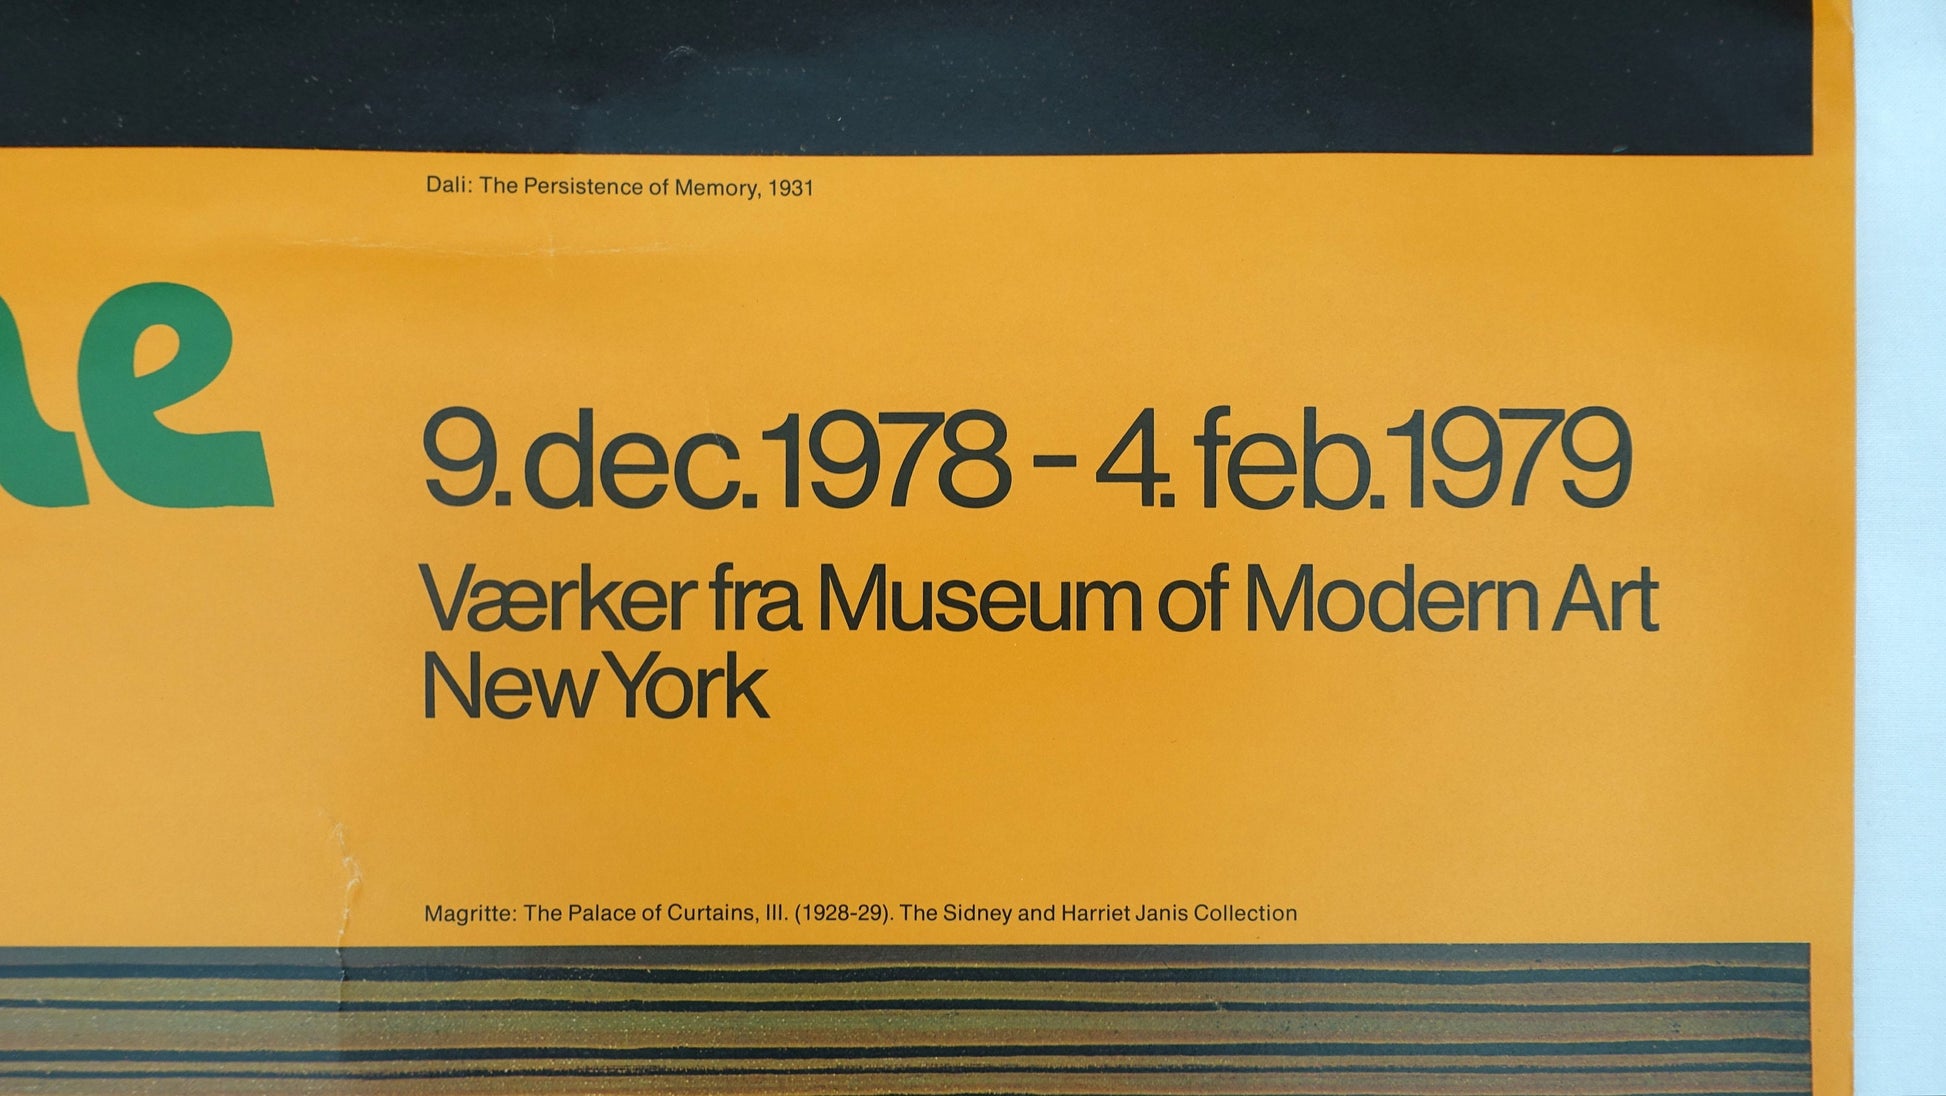 Dali: The Persistence of Memory, 1931
9. dec. 1978 - 4. feb. 1979
Værker fra Museum of Modern Art
New York
Magritte: The Palace of Curtains, III. (1928-29). The Sidney and Harriet Janis Collection